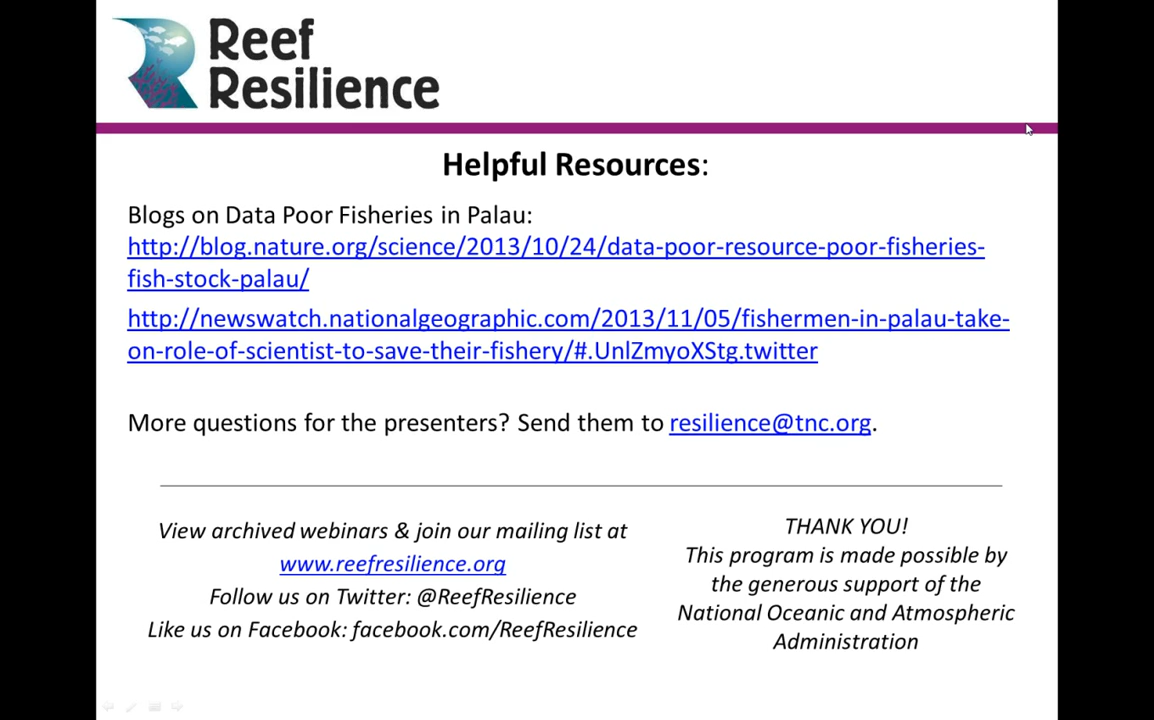 Reef
Resilience
Helpful Resources:
Blogs on Data Poor Fisheries in Palau:
http://blog.nature.org/science/2013/10/24/data-poor-resource-poor-fisheries-
fish-stock-palau/
http://newswatch.nationalgeographic.com/2013/11/05/fishermen-in-palau-take-
on-role-of-scientist-to-save-their-fishery/#.UnlZmyoXStg.twitter
More questions for the presenters? Send them to resilience@tnc.org.
View archived webinars & join our mailing list at
www.reefresilience.org
Follow us on Twitter: @ReefResilience
Like us on Facebook: facebook.com/ReefResilience
THANK YOU!
This program is made possible by
the generous support of the
National Oceanic and Atmospheric
Administration